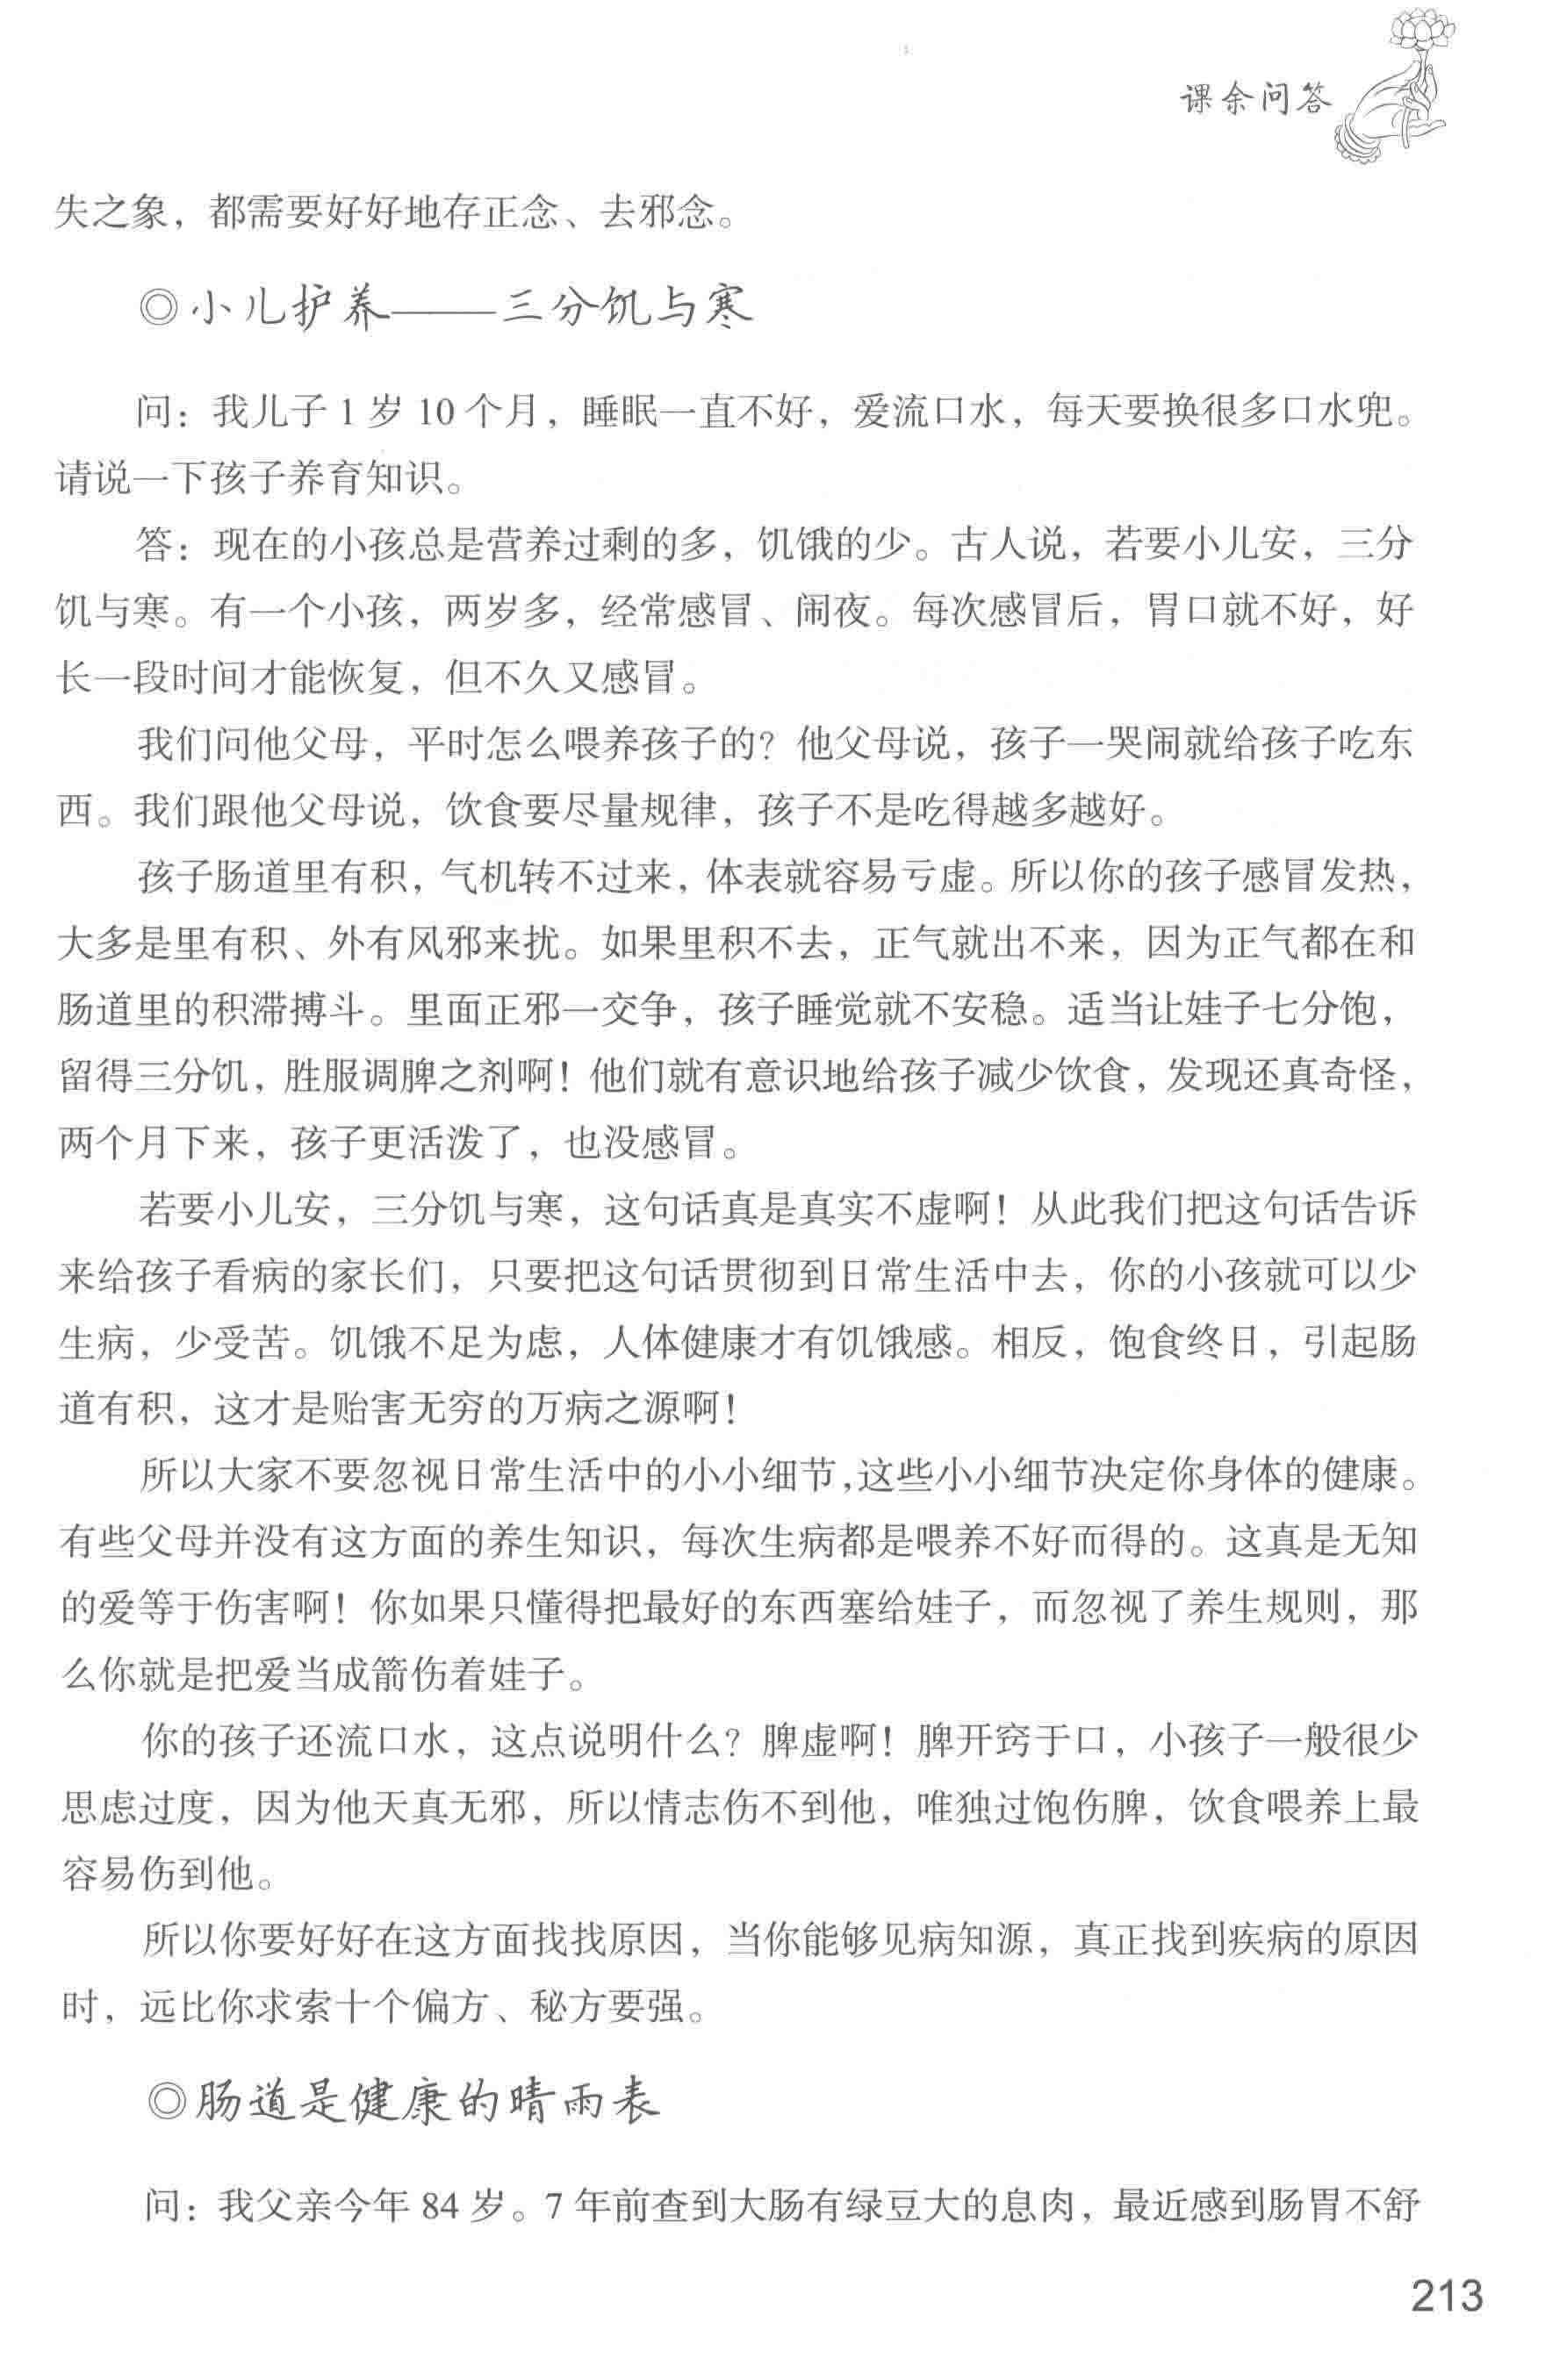 课余问答
失之象，都需要好好地存正念、去邪念。
◎小儿护养——三分饥与寒
问：我儿子 1 岁 10 个月，睡眠一直不好，爱流口水，每天要换很多口水兜。
请说一下孩子养育知识。
答：现在的小孩总是营养过剩的多，饥饿的少。古人说，若要小儿安，三分
饥与寒。有一个小孩，两岁多，经常感冒、闹夜。每次感冒后，胃口就不好，好
长一段时间才能恢复，但不久又感冒。
我们问他父母，平时怎么喂养孩子的？他父母说，孩子一哭闹就给孩子吃东
西。我们跟他父母说，饮食要尽量规律，孩子不是吃得越多越好。
孩子肠道里有积，气机转不过来，体表就容易亏虚。所以你的孩子感冒发热，
大多是里有积、外有风邪来扰。如果里积不去，正气就出不来，因为正气都在和
肠道里的积滞搏斗。里面正邪一交争，孩子睡觉就不安稳。适当让娃子七分饱，
留得三分饥，胜服调脾之剂啊！他们就有意识地给孩子减少饮食，发现还真奇怪，
两个月下来，孩子更活泼了，也没感冒。
若要小儿安，三分饥与寒，这句话真是真实不虚啊！从此我们把这句话告诉
来给孩子看病的家长们，只要把这句话贯彻到日常生活中去，你的小孩就可以少
生病，少受苦。饥饿不足为虑，人体健康才有饥饿感。相反，饱食终日，引起肠
道有积，这才是贻害无穷的万病之源啊！
所以大家不要忽视日常生活中的小小细节,这些小小细节决定你身体的健康。
有些父母并没有这方面的养生知识，每次生病都是喂养不好而得的。这真是无知
的爱等于伤害啊！你如果只懂得把最好的东西塞给娃子，而忽视了养生规则，那
么你就是把爱当成箭伤着娃子。
你的孩子还流口水，这点说明什么？脾虚啊！脾开窍于口，小孩子一般很少
思虑过度，因为他天真无邪，所以情志伤不到他，唯独过饱伤脾，饮食喂养上最
容易伤到他。
所以你要好好在这方面找找原因，当你能够见病知源，真正找到疾病的原因
时，远比你求索十个偏方、秘方要强。
◎肠道是健康的晴雨表
问：我父亲今年 84 岁。7 年前查到大肠有绿豆大的息肉，最近感到肠胃不舒
213